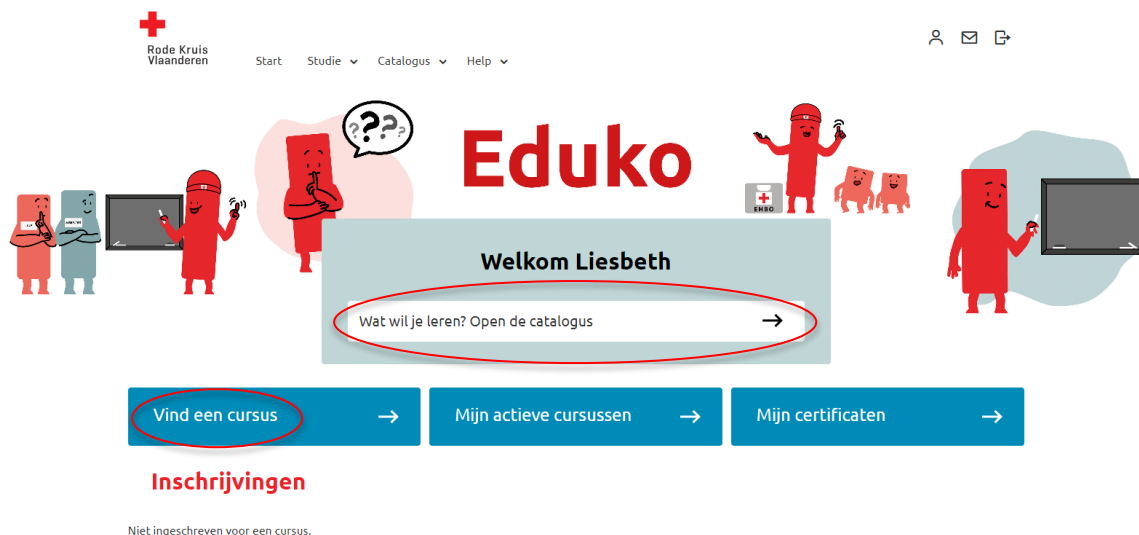 Rode Kruis
Vlaanderen
Start Studie Catalogus Help
???
Eduko
EHBO
Welkom Liesbeth
Wat wil je leren? Open de catalogus
Vind een cursus
Mijn actieve cursussen
Mijn certificaten
Inschrijvingen
Niet ingeschreven voor een cursus.